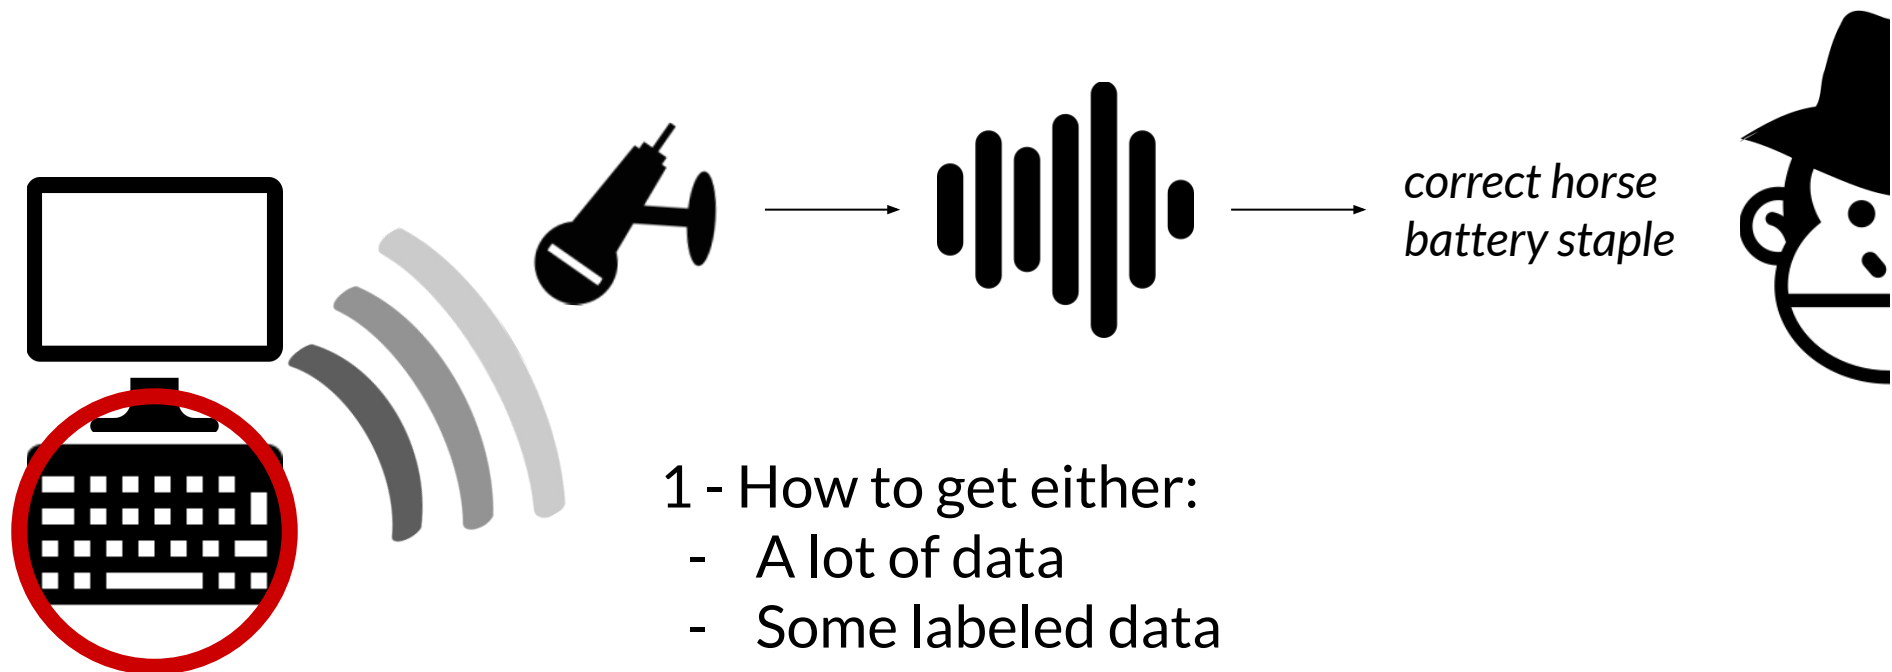 correct horse
battery staple
1 - How to get either:
- A lot of data
- Some labeled data